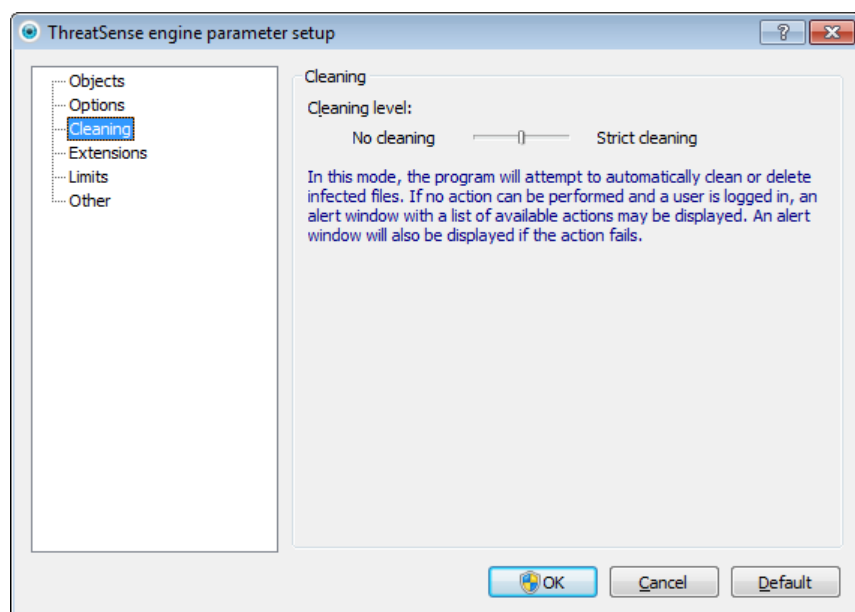 ThreatSense engine parameter setup
Objects
Options
Cleaning
Extensions
Limits
Other
Cleaning
Cleaning level:
No cleaning Strict cleaning
In this mode, the program will attempt to automatically clean or delete
infected files. If no action can be performed and a user is logged in, an
alert window with a list of available actions may be displayed. An alert
window will also be displayed if the action fails.
OK Cancel Default